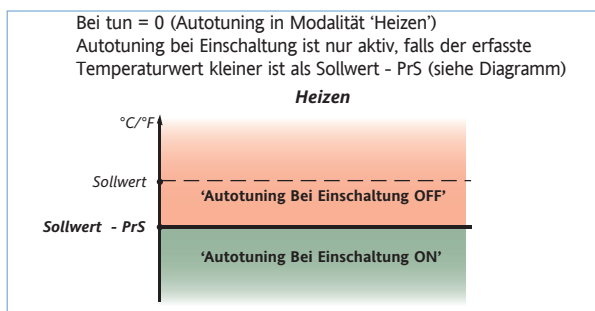 Bei tun = 0 (Autotuning in Modalität ‘Heizen’)
Autotuning bei Einschaltung ist nur aktiv, falls der erfasste
Temperaturwert kleiner ist als Sollwert - PrS (siehe Diagramm)
Heizen
°C/°F
Sollwert
‘Autotuning Bei Einschaltung OFF’
Sollwert - PrS
‘Autotuning Bei Einschaltung ON’